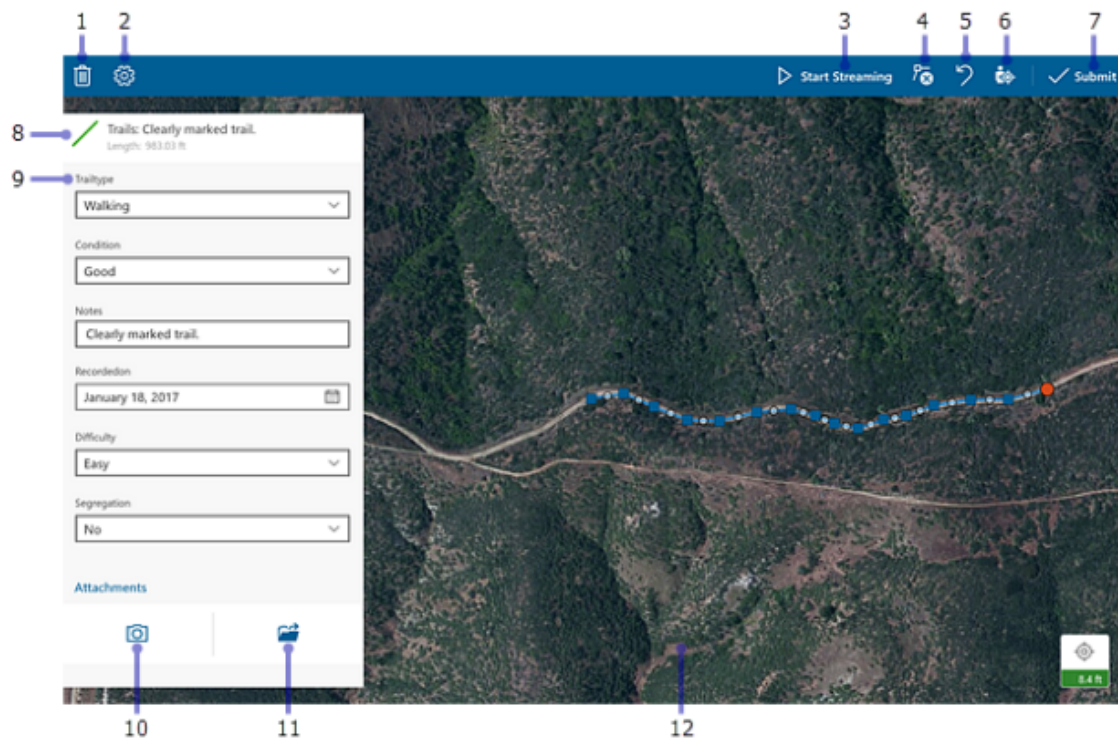 1 2 3 4 5 6 7
Start Streaming Submit
8
Trails: Clearly marked trail.
Length: 983.03 ft
9
Trailtype
Walking
Condition
Good
Notes
Clearly marked trail.
Recordedon
January 18, 2017
Difficulty
Easy
Segregation
No
Attachments
8.4 ft
10 11 12